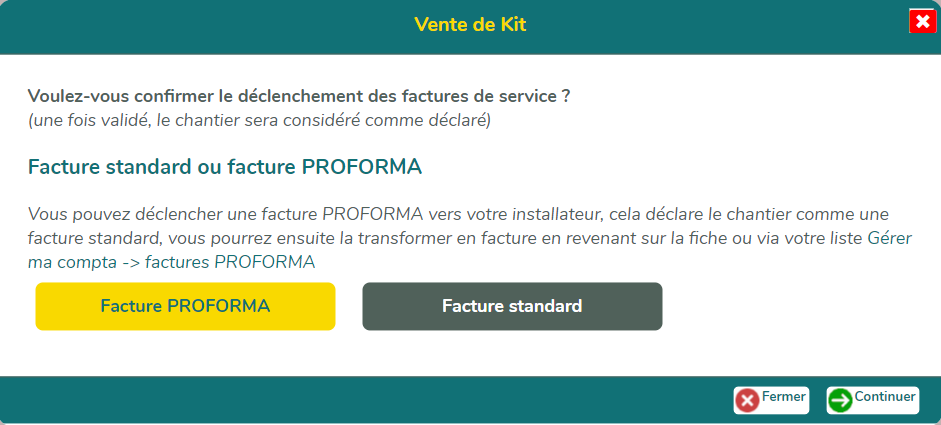 Vente de Kit
Voulez-vous confirmer le déclenchement des factures de service ?
(une fois validé, le chantier sera considéré comme déclaré)
Facture standard ou facture PROFORMA
Vous pouvez déclencher une facture PROFORMA vers votre installateur, cela déclare le chantier comme une
facture standard, vous pourrez ensuite la transformer en facture en revenant sur la fiche ou via votre liste Gérer
ma compta -> factures PROFORMA
Facture PROFORMA
Facture standard
Fermer
Continuer